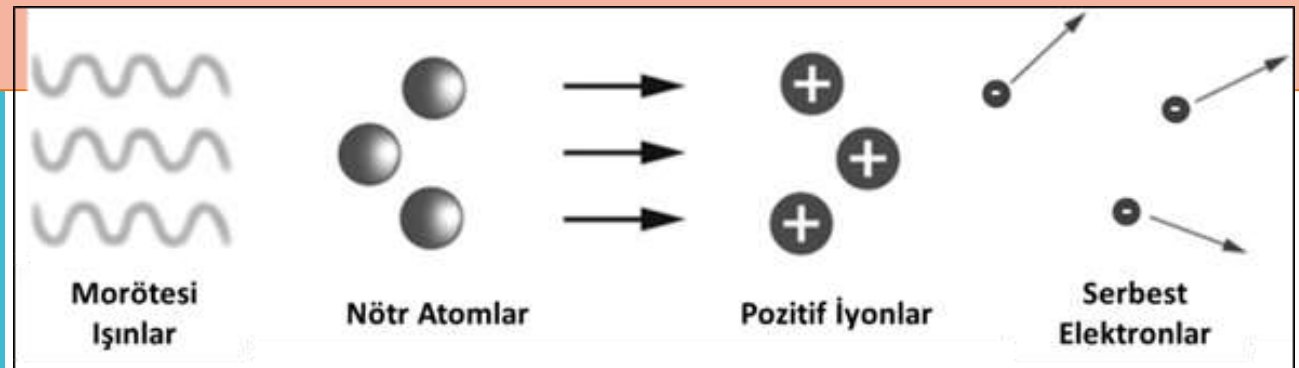 Morötesi
Işınlar
Nötr Atomlar
Pozitif İyonlar
Serbest
Elektronlar